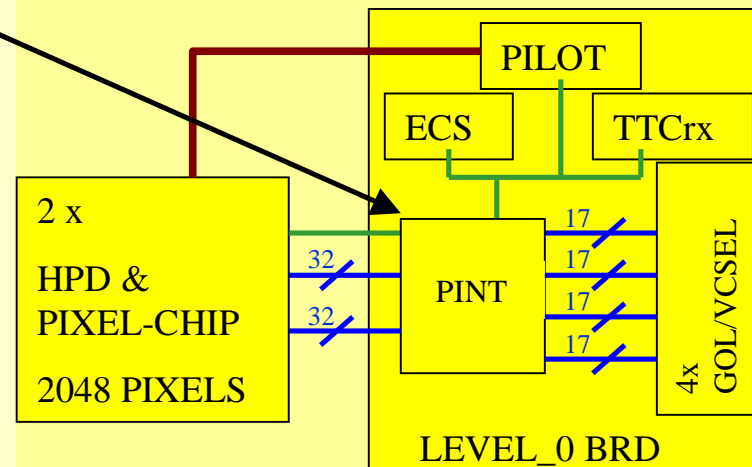 PILOT
ECS
TTCrx
2 x
HPD &
PIXEL-CHIP
2048 PIXELS
32
32
PINT
17
17
17
17
4x
GOL/VCSEL
LEVEL_0 BRD